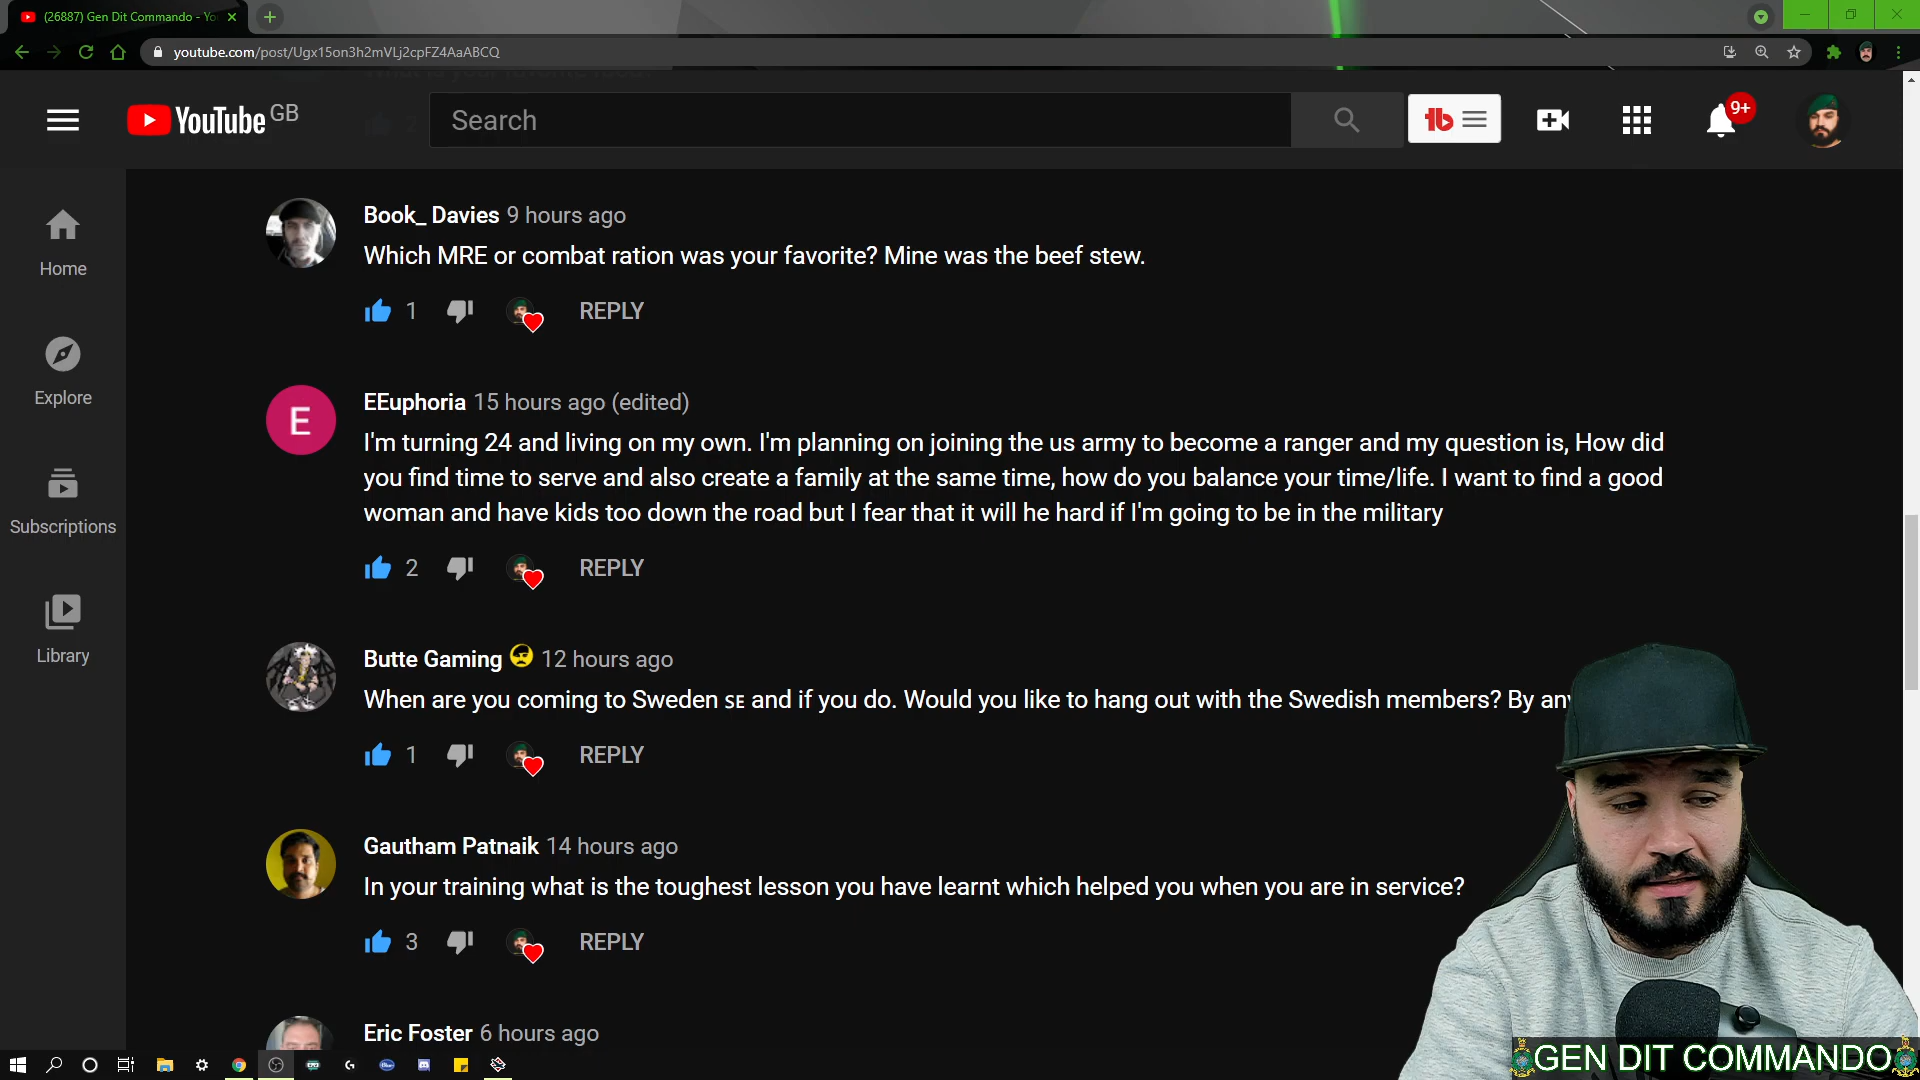 (26887) Gen Dit Commando - Yo
youtube.com/post/Ugx15on3h2mVLj2cpFZ4AaABCQ
YouTube GB
Search
9+
Home
Explore
Subscriptions
Library
Book_ Davies 9 hours ago
Which MRE or combat ration was your favorite? Mine was the beef stew.
1 REPLY
E
EEuphoria 15 hours ago (edited)
I'm turning 24 and living on my own. I'm planning on joining the us army to become a ranger and my question is, How did
you find time to serve and also create a family at the same time, how do you balance your time/life. I want to find a good
woman and have kids too down the road but I fear that it will he hard if I'm going to be in the military
2 REPLY
Butte Gaming 12 hours ago
When are you coming to Sweden SE and if you do. Would you like to hang out with the Swedish members? By
1 REPLY
Gautham Patnaik 14 hours ago
In your training what is the toughest lesson you have learnt which helped you when you are in service?
3 REPLY
Eric Foster 6 hours ago
GEN DIT COMMANDO